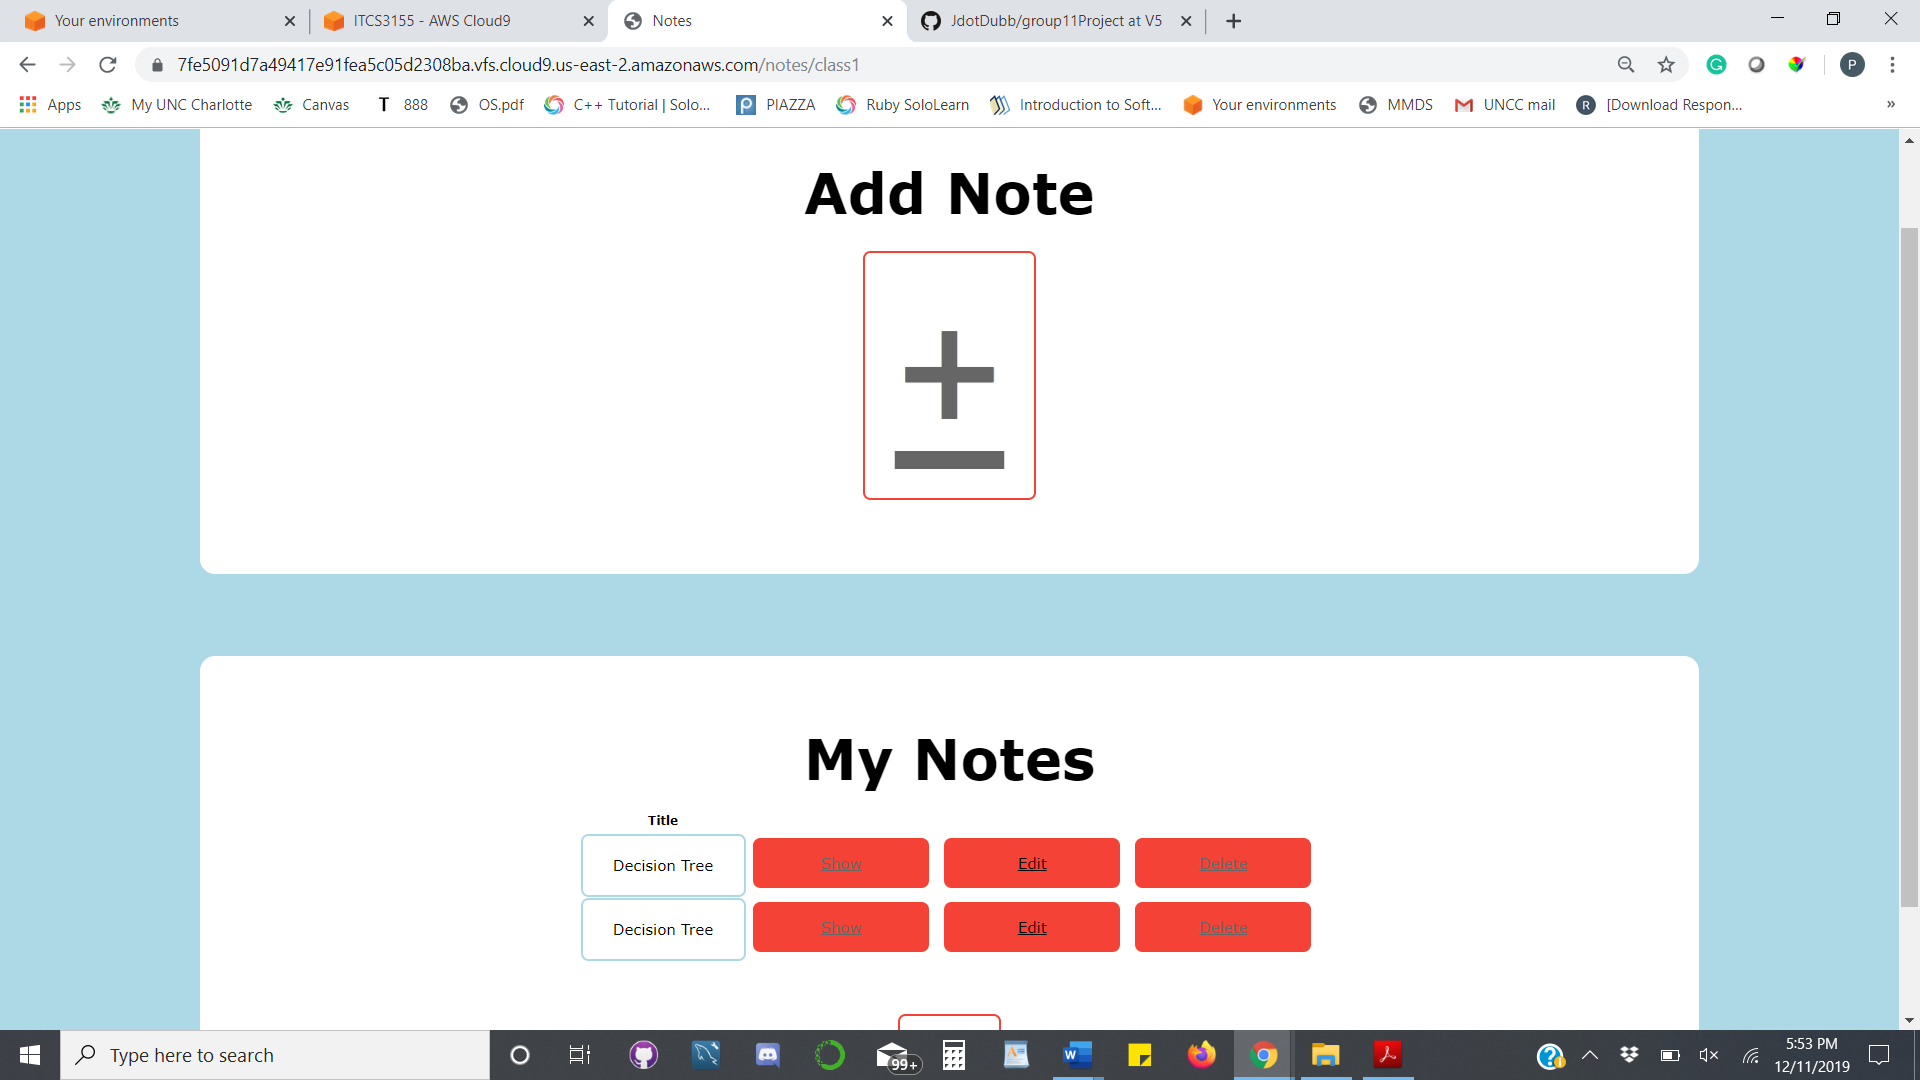 Your environments
ITCS3155 - AWS Cloud9
Notes
JdotDubb/group11Project at V5
7fe5091d7a49417e91fea5c05d2308ba.vfs.cloud9.us-east-2.amazonaws.com/notes/class1
P
Apps
My UNC Charlotte
Canvas
T 888
OS.pdf
C++ Tutorial | Solo...
PIAZZA
Ruby SoloLearn
Introduction to Soft...
Your environments
MMDS
UNCC mail
R [Download Respon...
»
Add Note
+
My Notes
Title
Decision Tree Show Edit Delete
Decision Tree Show Edit Delete
Type here to search
99+
5:53 PM
12/11/2019